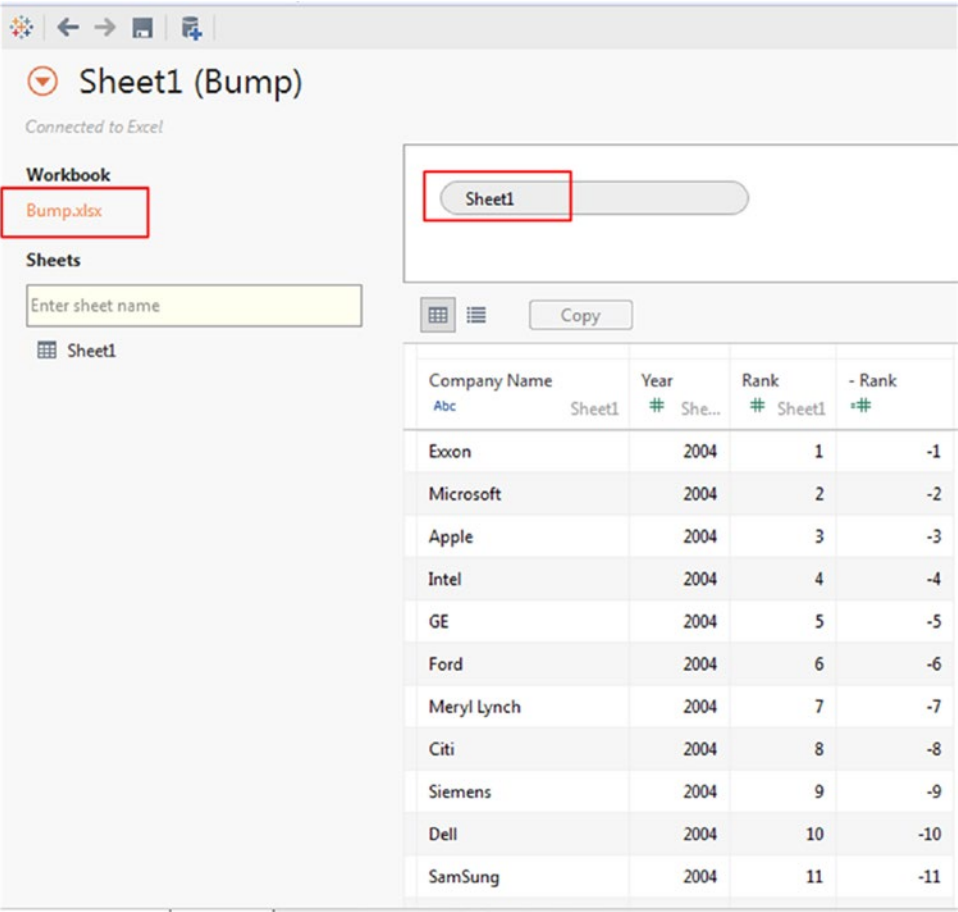 Sheet1 (Bump)
Connected to Excel
Workbook
Bump.xlsx
Sheets
Enter sheet name
Sheet1
Sheet1
Copy
Company Name Year Rank - Rank
Abc Sheet1 # She... # Sheet1 =#
Exxon 2004 1 -1
Microsoft 2004 2 -2
Apple 2004 3 -3
Intel 2004 4 -4
GE 2004 5 -5
Ford 2004 6 -6
Meryl Lynch 2004 7 -7
Citi 2004 8 -8
Siemens 2004 9 -9
Dell 2004 10 -10
SamSung 2004 11 -11